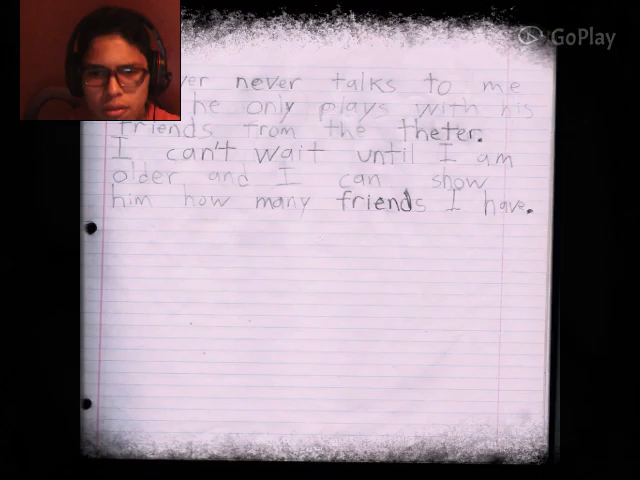 GoPlay
never talks to me
he only plays with his
friends from the theter.
I can't wait until I am
older and I can show
him how many friends I have.